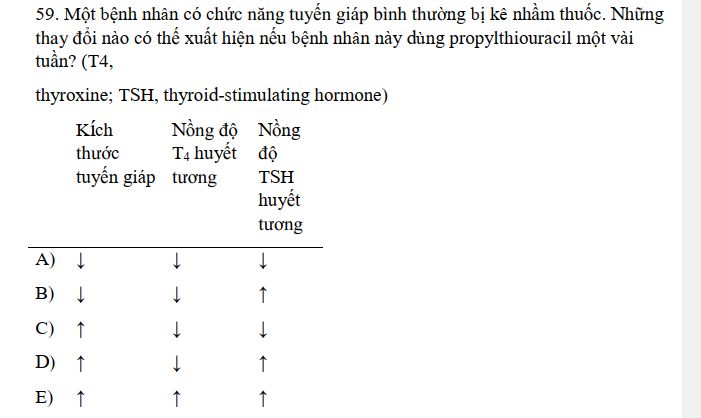 59. Một bệnh nhân có chức năng tuyến giáp bình thường bị kê nhầm thuốc. Những
thay đổi nào có thể xuất hiện nếu bệnh nhân này dùng propylthiouracil một vài
tuần? (T4,
thyroxine; TSH, thyroid-stimulating hormone)
Kích thước tuyến giáp Nồng độ T₄ huyết tương Nồng độ TSH huyết tương
A) ↓ ↓ ↓
B) ↓ ↓ ↑
C) ↑ ↓ ↓
D) ↑ ↓ ↑
E) ↑ ↑ ↑